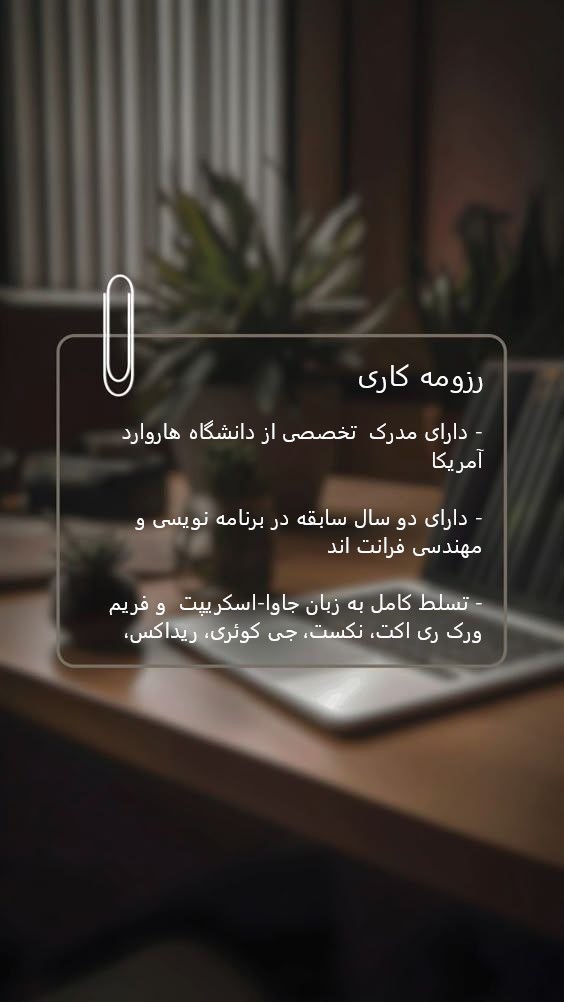 رزومه کاری
- دارای مدرک تخصصی از دانشگاه هاروارد
آمریکا
- دارای دو سال سابقه در برنامه نویسی و
مهندسی فرانت اند
- تسلط کامل به زبان جاوا-اسکریپت و فریم
ورک ری اکت، نکست، جی کوئری، ریداکس،